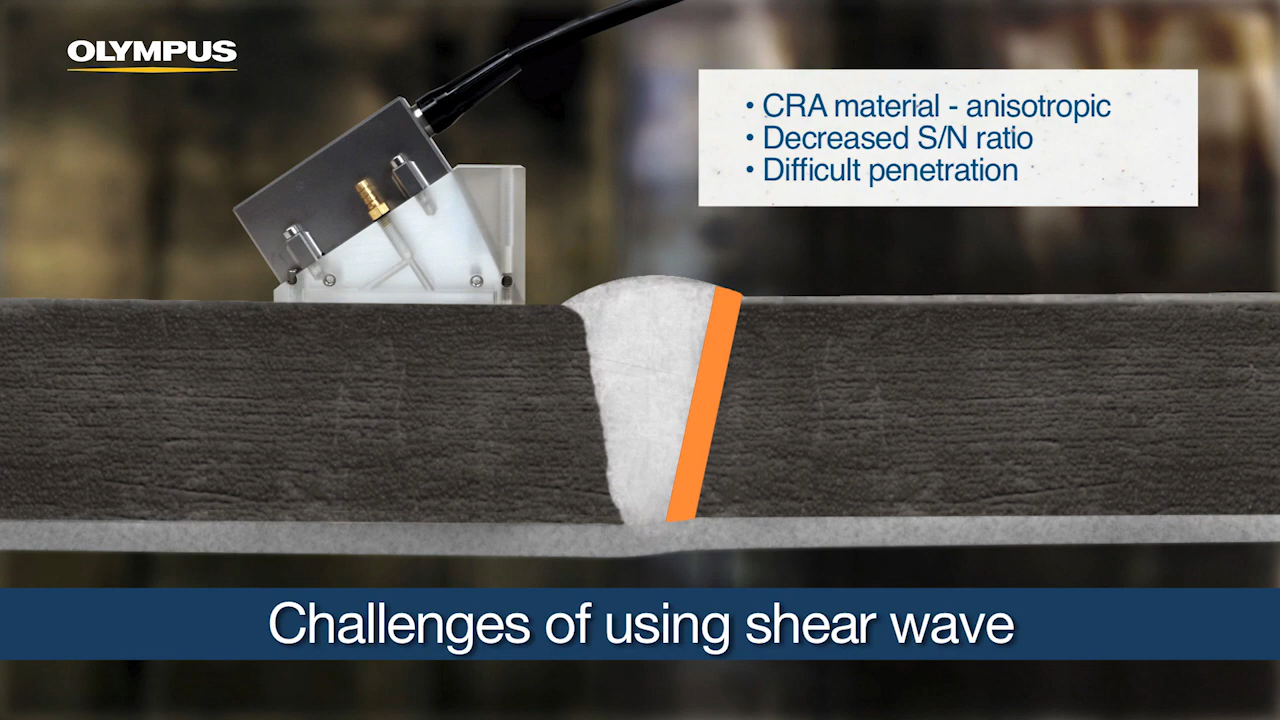 OLYMPUS
• CRA material - anisotropic
• Decreased S/N ratio
• Difficult penetration
Challenges of using shear wave